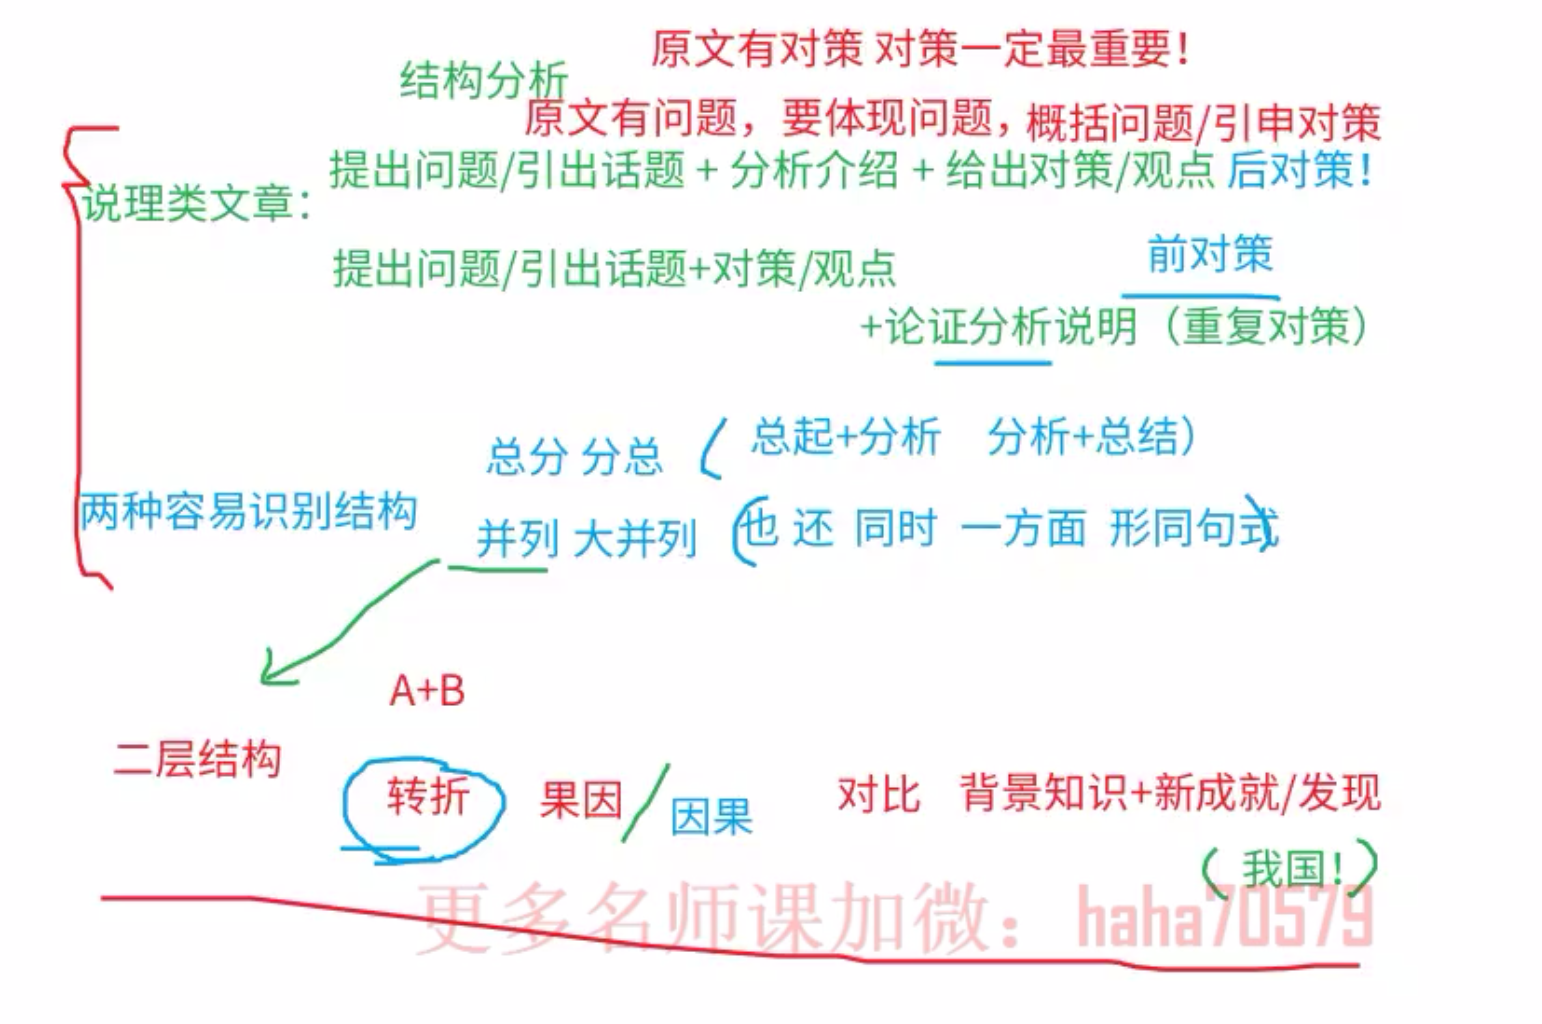 原文有对策 对策一定最重要！
结构分析
原文有问题，要体现问题，概括问题/引申对策
提出问题/引出话题 + 分析介绍 + 给出对策/观点 后对策！
说理类文章：
前对策
提出问题/引出话题+对策/观点
+论证分析说明（重复对策）
总分 分总 （ 总起+分析 分析+总结）
两种容易识别结构
并列 大并列 （也 还 同时 一方面 形同句式）
A+B
二层结构
转折 果因/因果 对比 背景知识+新成就/发现
（我国！）
更多名师课加微：haha70579